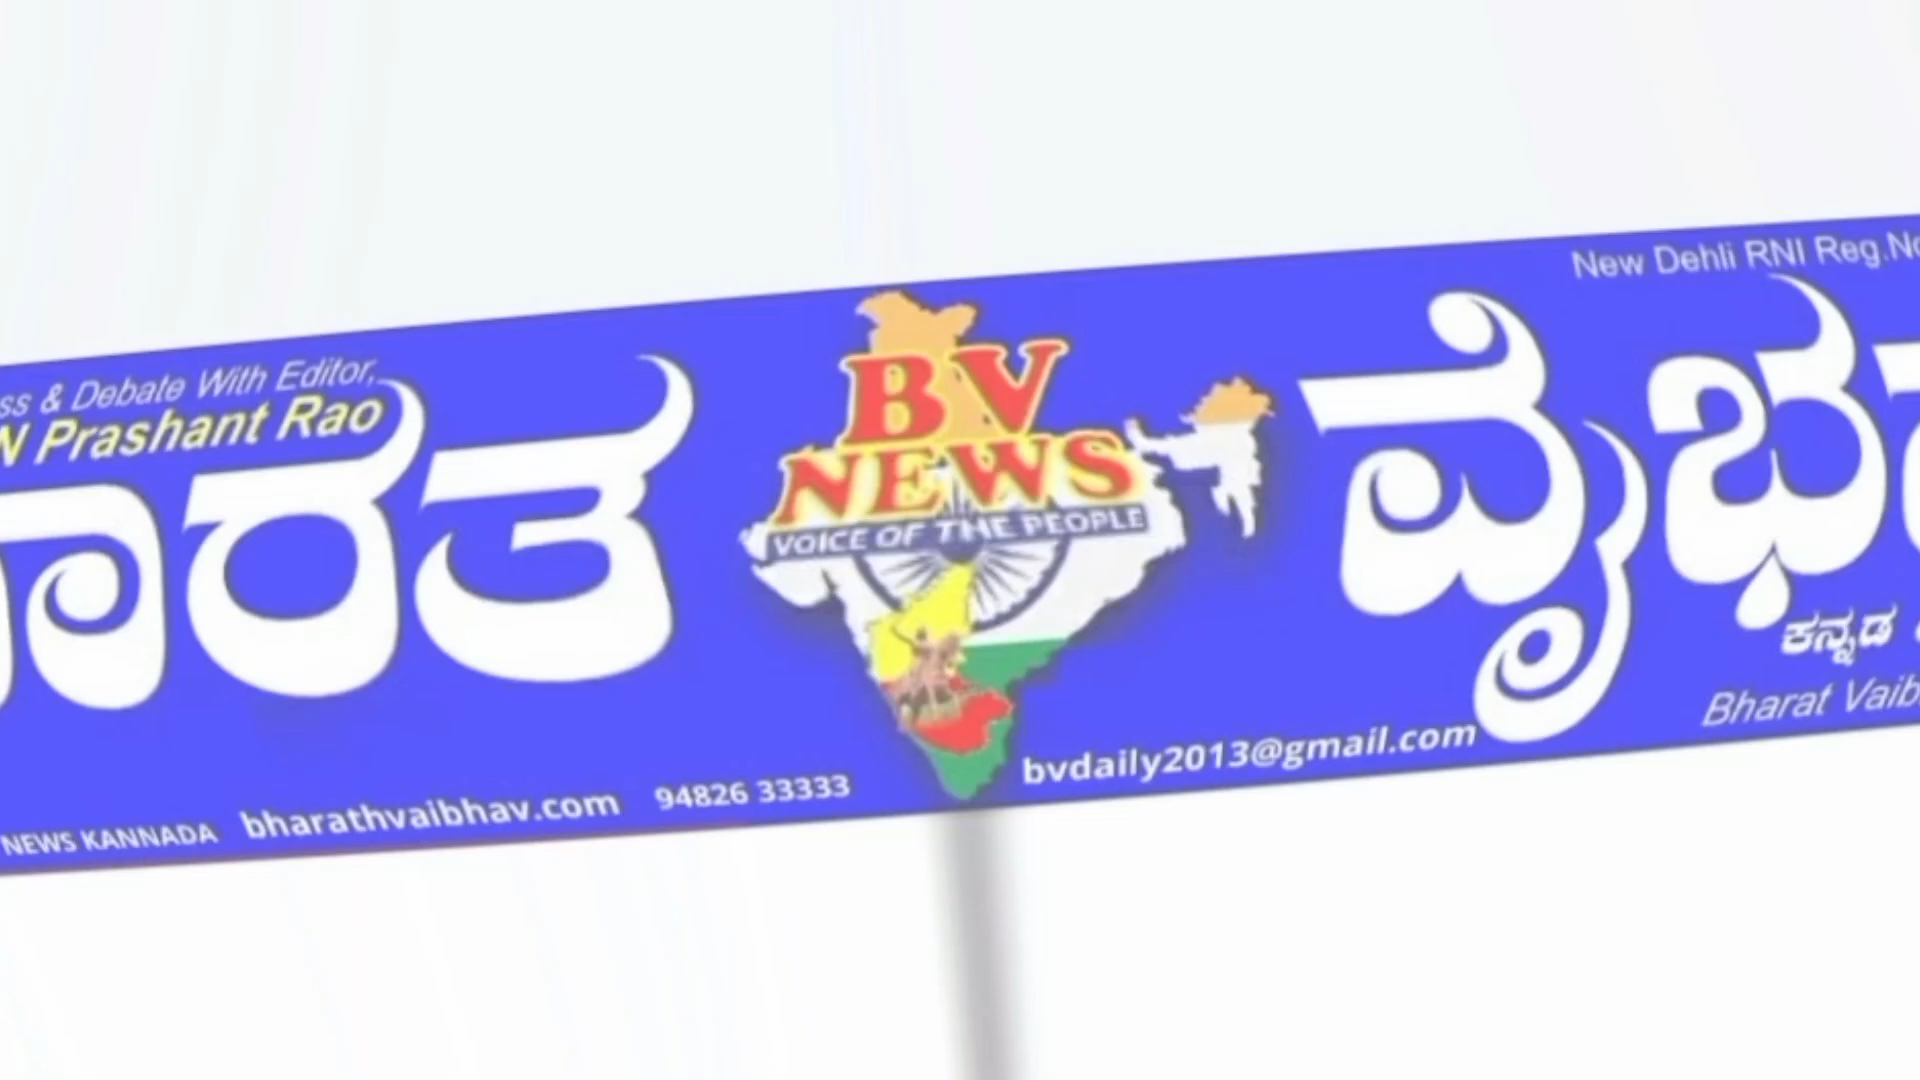 New Dehli RNI Reg.No
ss & Debate With Editor,
N Prashant Rao
ಾರತ
BV
NEWS
VOICE OF THE PEOPLE
ವೈಭ
ಕನ್ನಡ
Bharat Vaib
NEWS KANNADA bharathvaibhav.com 94826 33333
bvdaily2013@gmail.com